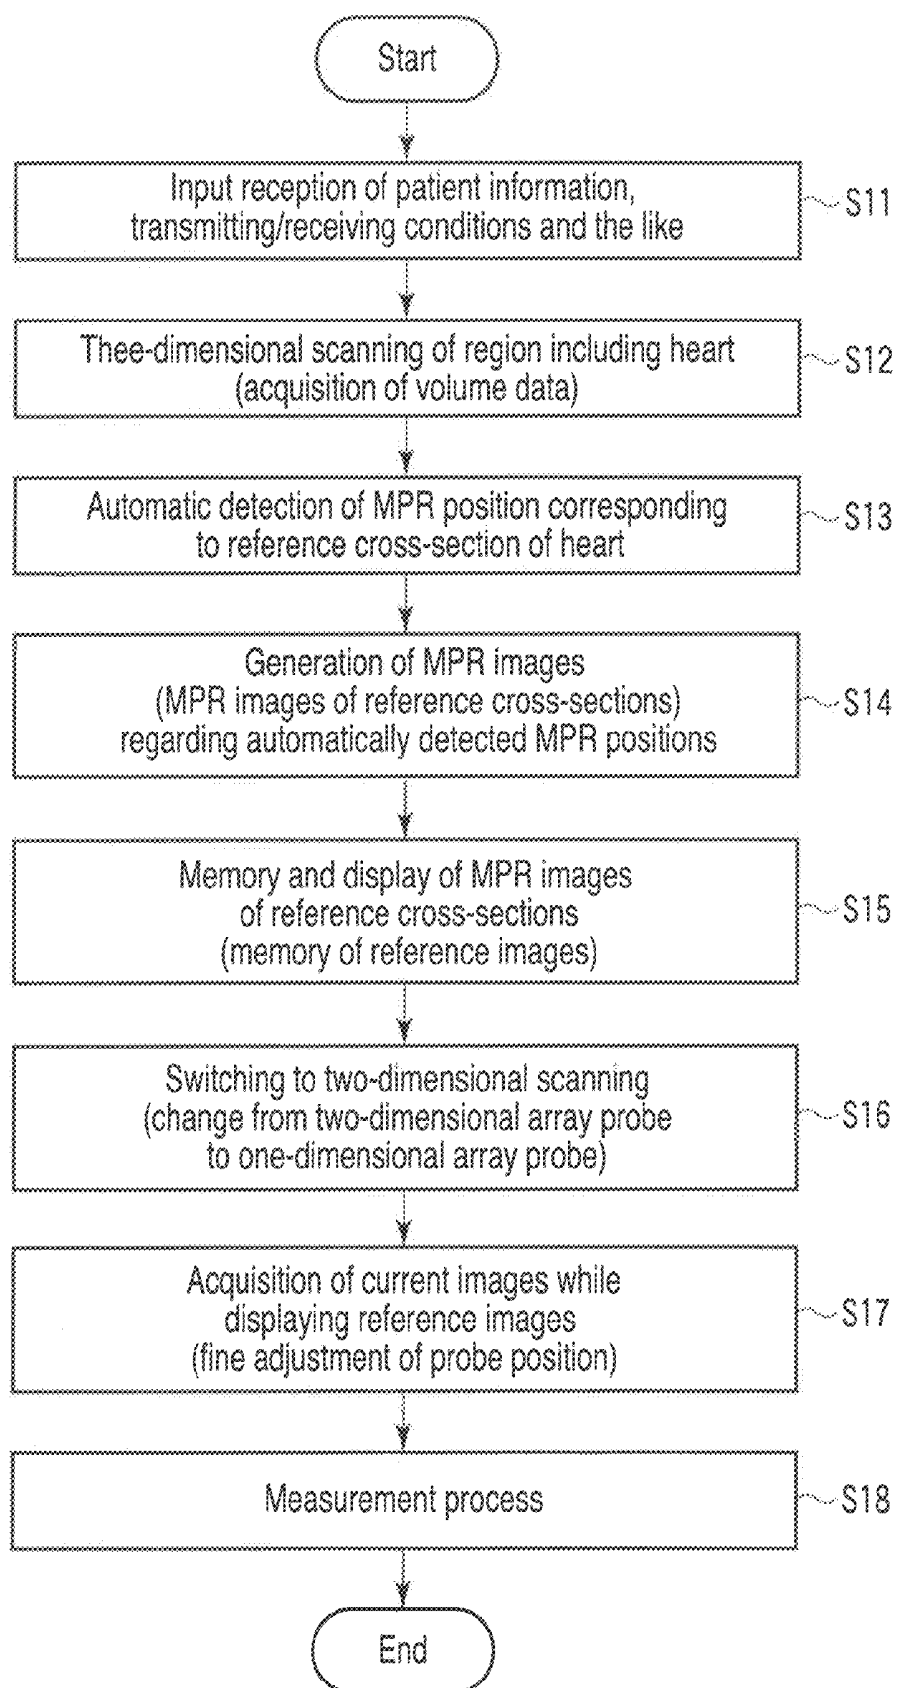 Start
Input reception of patient information,
transmitting/receiving conditions and the like
S11
Thee-dimensional scanning of region including heart
(acquisition of volume data)
S12
Automatic detection of MPR position corresponding
to reference cross-section of heart
S13
Generation of MPR images
(MPR images of reference cross-sections)
regarding automatically detected MPR positions
S14
Memory and display of MPR images
of reference cross-sections
(memory of reference images)
S15
Switching to two-dimensional scanning
(change from two-dimensional array probe
to one-dimensional array probe)
S16
Acquisition of current images while
displaying reference images
(fine adjustment of probe position)
S17
Measurement process
S18
End